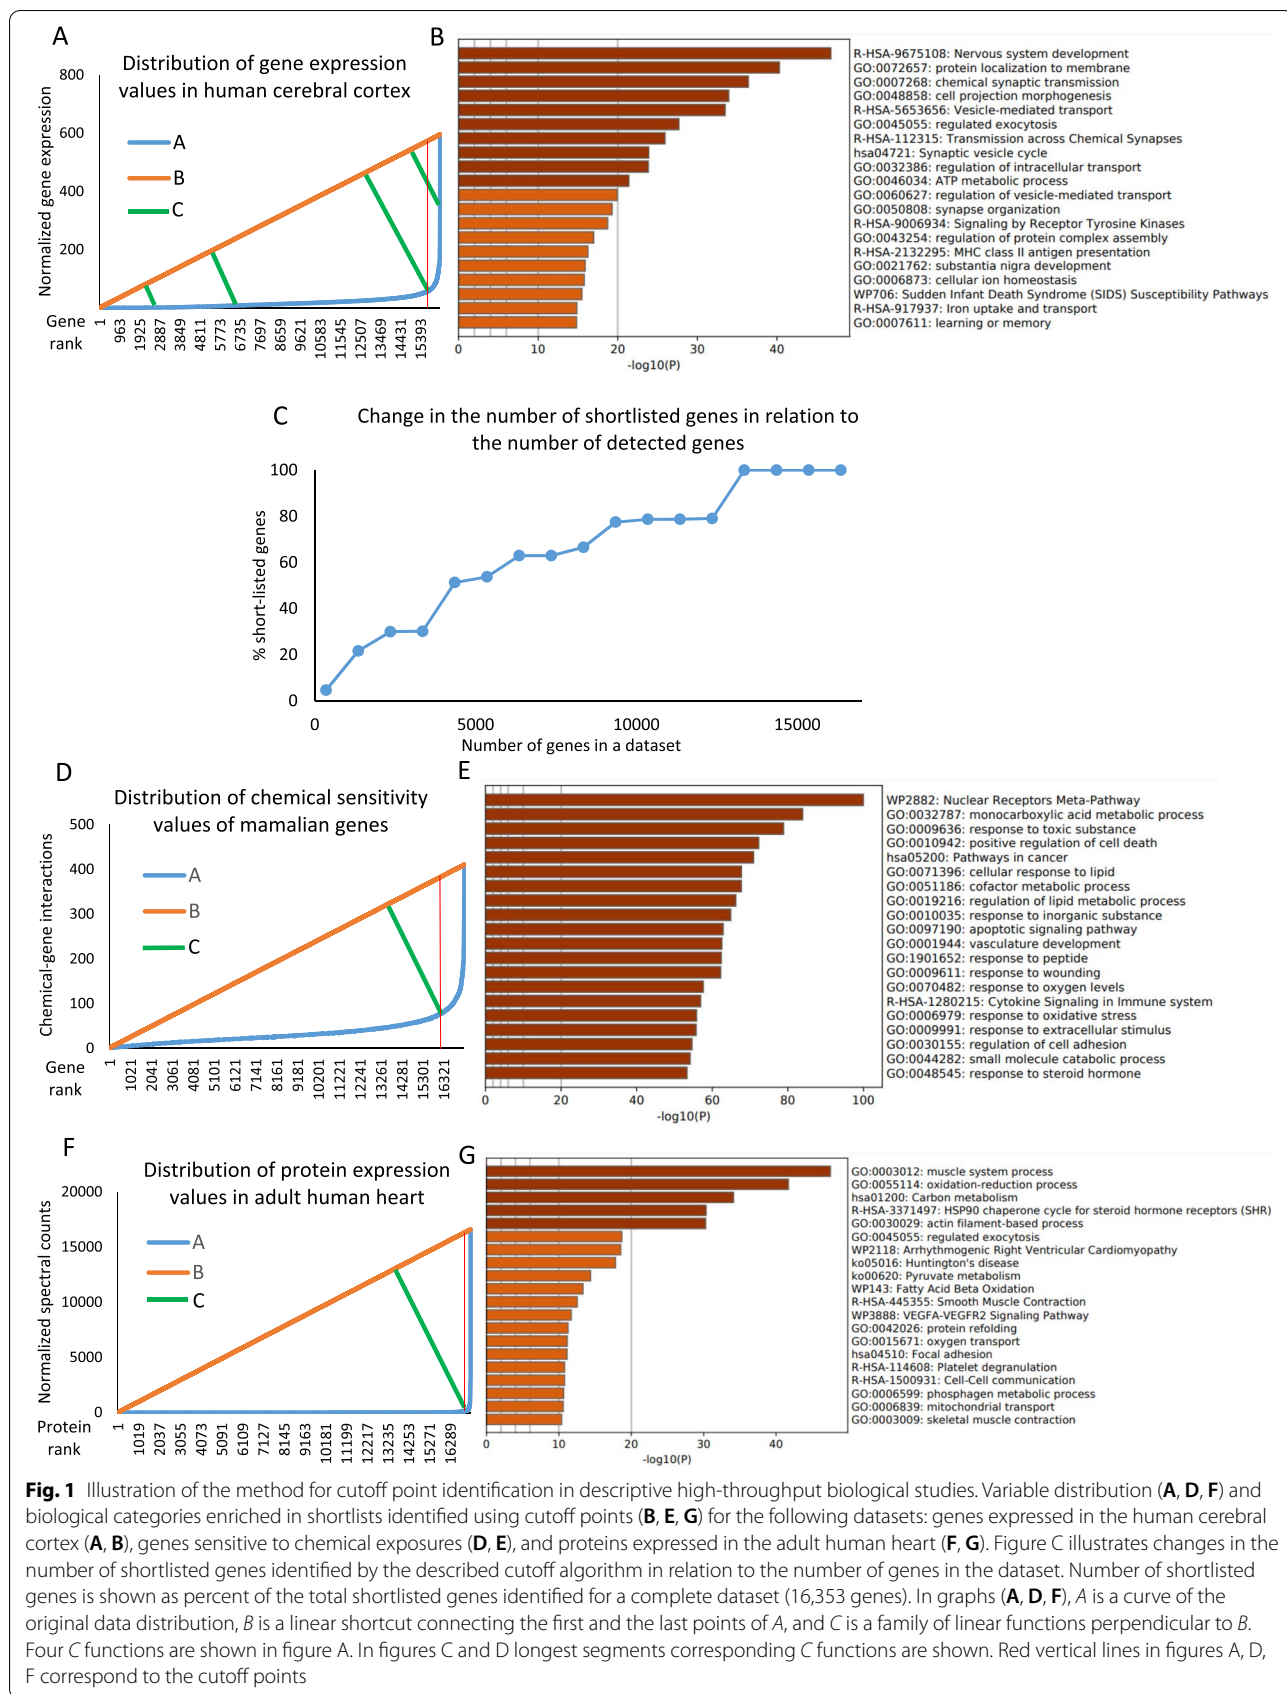 A
Distribution of gene expression
values in human cerebral cortex
Normalized gene expression
800
600
400
200
A
B
C
Gene
rank
1
963
1925
2887
3849
4811
5773
6735
7697
8659
9621
10583
11545
12507
13469
14431
15393
B
R-HSA-9675108: Nervous system development
GO:0072657: protein localization to membrane
GO:0007268: chemical synaptic transmission
GO:0048858: cell projection morphogenesis
R-HSA-5653656: Vesicle-mediated transport
GO:0045055: regulated exocytosis
R-HSA-112315: Transmission across Chemical Synapses
hsa04721: Synaptic vesicle cycle
GO:0032386: regulation of intracellular transport
GO:0046034: ATP metabolic process
GO:0060627: regulation of vesicle-mediated transport
GO:0050808: synapse organization
R-HSA-9006934: Signaling by Receptor Tyrosine Kinases
GO:0043254: regulation of protein complex assembly
R-HSA-2132295: MHC class II antigen presentation
GO:0021762: substantia nigra development
GO:0006873: cellular ion homeostasis
WP706: Sudden Infant Death Syndrome (SIDS) Susceptibility Pathways
R-HSA-917937: Iron uptake and transport
GO:0007611: learning or memory
0 10 20 30 40
-log10(P)
C
Change in the number of shortlisted genes in relation to
the number of detected genes
% short-listed genes
100
80
60
40
20
0
0 5000 10000 15000
Number of genes in a dataset
D
Distribution of chemical sensitivity
values of mamalian genes
Chemical-gene interactions
500
400
300
200
100
0
A
B
C
Gene
rank
1
1021
2041
3061
4081
5101
6121
7141
8161
9181
10201
11221
12241
13261
14281
15301
16321
E
WP2882: Nuclear Receptors Meta-Pathway
GO:0032787: monocarboxylic acid metabolic process
GO:0009636: response to toxic substance
GO:0010942: positive regulation of cell death
hsa05200: Pathways in cancer
GO:0071396: cellular response to lipid
GO:0051186: cofactor metabolic process
GO:0019216: regulation of lipid metabolic process
GO:0010035: response to inorganic substance
GO:0097190: apoptotic signaling pathway
GO:0001944: vasculature development
GO:1901652: response to peptide
GO:0009611: response to wounding
GO:0070482: response to oxygen levels
R-HSA-1280215: Cytokine Signaling in Immune system
GO:0006979: response to oxidative stress
GO:0009991: response to extracellular stimulus
GO:0030155: regulation of cell adhesion
GO:0044282: small molecule catabolic process
GO:0048545: response to steroid hormone
0 20 40 60 80 100
-log10(P)
F
Distribution of protein expression
values in adult human heart
Normalized spectral counts
20000
15000
10000
5000
0
A
B
C
Protein
rank
1
1019
2037
3055
4073
5091
6109
7127
8145
9163
10181
11199
12217
13235
14253
15271
16289
G
GO:0003012: muscle system process
GO:0055114: oxidation-reduction process
hsa01200: Carbon metabolism
R-HSA-3371497: HSP90 chaperone cycle for steroid hormone receptors (SHR)
GO:0030029: actin filament-based process
GO:0045055: regulated exocytosis
WP2118: Arrhythmogenic Right Ventricular Cardiomyopathy
ko05016: Huntington's disease
ko00620: Pyruvate metabolism
WP143: Fatty Acid Beta Oxidation
R-HSA-445355: Smooth Muscle Contraction
WP3888: VEGFA-VEGFR2 Signaling Pathway
GO:0042026: protein refolding
GO:0015671: oxygen transport
hsa04510: Focal adhesion
R-HSA-114608: Platelet degranulation
R-HSA-1500931: Cell-Cell communication
GO:0006599: phosphagen metabolic process
GO:0006839: mitochondrial transport
GO:0003009: skeletal muscle contraction
0 10 20 30 40
-log10(P)
Fig. 1 Illustration of the method for cutoff point identification in descriptive high-throughput biological studies. Variable distribution (A, D, F) and
biological categories enriched in shortlists identified using cutoff points (B, E, G) for the following datasets: genes expressed in the human cerebral
cortex (A, B), genes sensitive to chemical exposures (D, E), and proteins expressed in the adult human heart (F, G). Figure C illustrates changes in the
number of shortlisted genes identified by the described cutoff algorithm in relation to the number of genes in the dataset. Number of shortlisted
genes is shown as percent of the total shortlisted genes identified for a complete dataset (16,353 genes). In graphs (A, D, F), A is a curve of the
original data distribution, B is a linear shortcut connecting the first and the last points of A, and C is a family of linear functions perpendicular to B.
Four C functions are shown in figure A. In figures C and D longest segments corresponding C functions are shown. Red vertical lines in figures A, D,
F correspond to the cutoff points